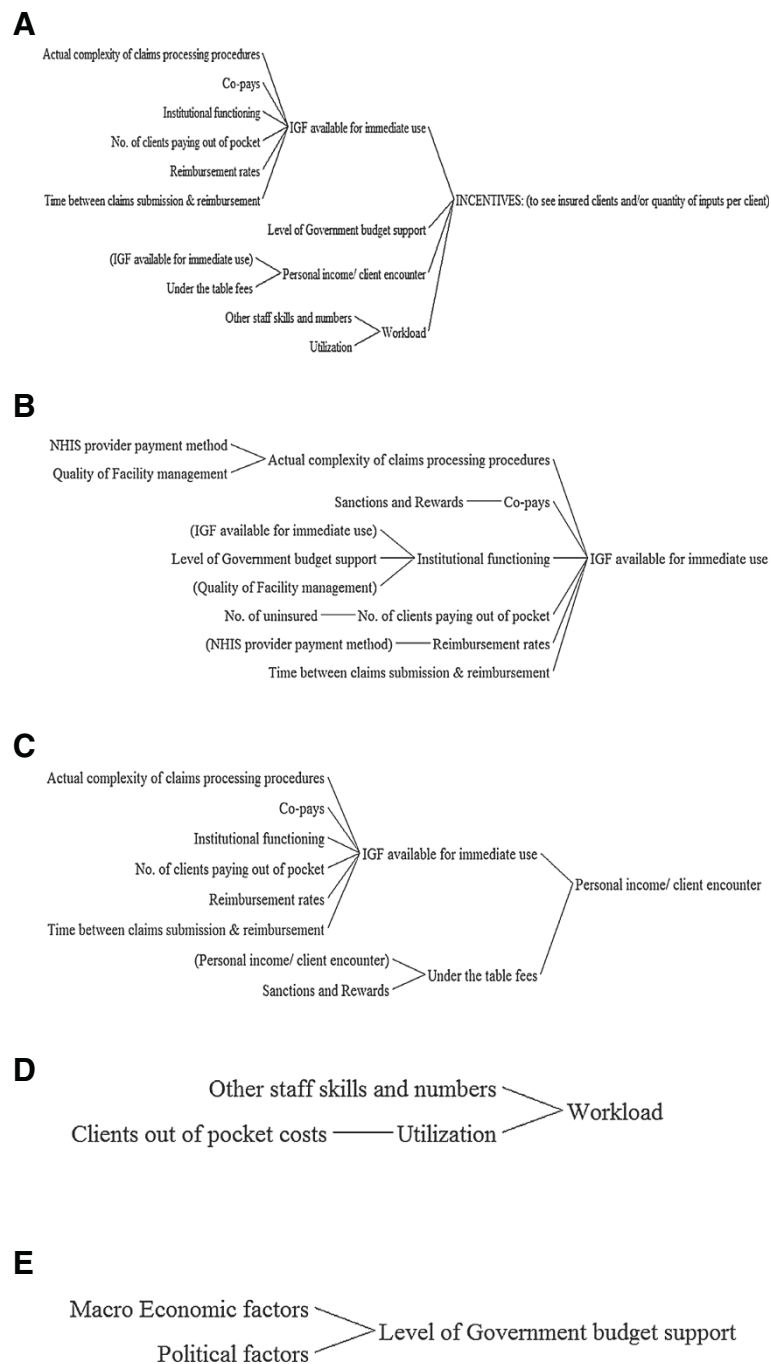 A
Actual complexity of claims processing procedures
Co-pays
Institutional functioning
IGF available for immediate use
No. of clients paying out of pocket
Reimbursement rates
Time between claims submission & reimbursement
INCENTIVES: (to see insured clients and/or quantity of inputs per client)
Level of Government budget support
(IGF available for immediate use)
Personal income/ client encounter
Under the table fees
Other staff skills and numbers
Workload
Utilization
B
NHIS provider payment method
Actual complexity of claims processing procedures
Quality of Facility management
Sanctions and Rewards
Co-pays
(IGF available for immediate use)
Level of Government budget support
Institutional functioning
IGF available for immediate use
(Quality of Facility management)
No. of uninsured
No. of clients paying out of pocket
(NHIS provider payment method)
Reimbursement rates
Time between claims submission & reimbursement
C
Actual complexity of claims processing procedures
Co-pays
Institutional functioning
IGF available for immediate use
No. of clients paying out of pocket
Personal income/ client encounter
Reimbursement rates
Time between claims submission & reimbursement
(Personal income/ client encounter)
Under the table fees
Sanctions and Rewards
D
Other staff skills and numbers
Workload
Clients out of pocket costs
Utilization
E
Macro Economic factors
Level of Government budget support
Political factors